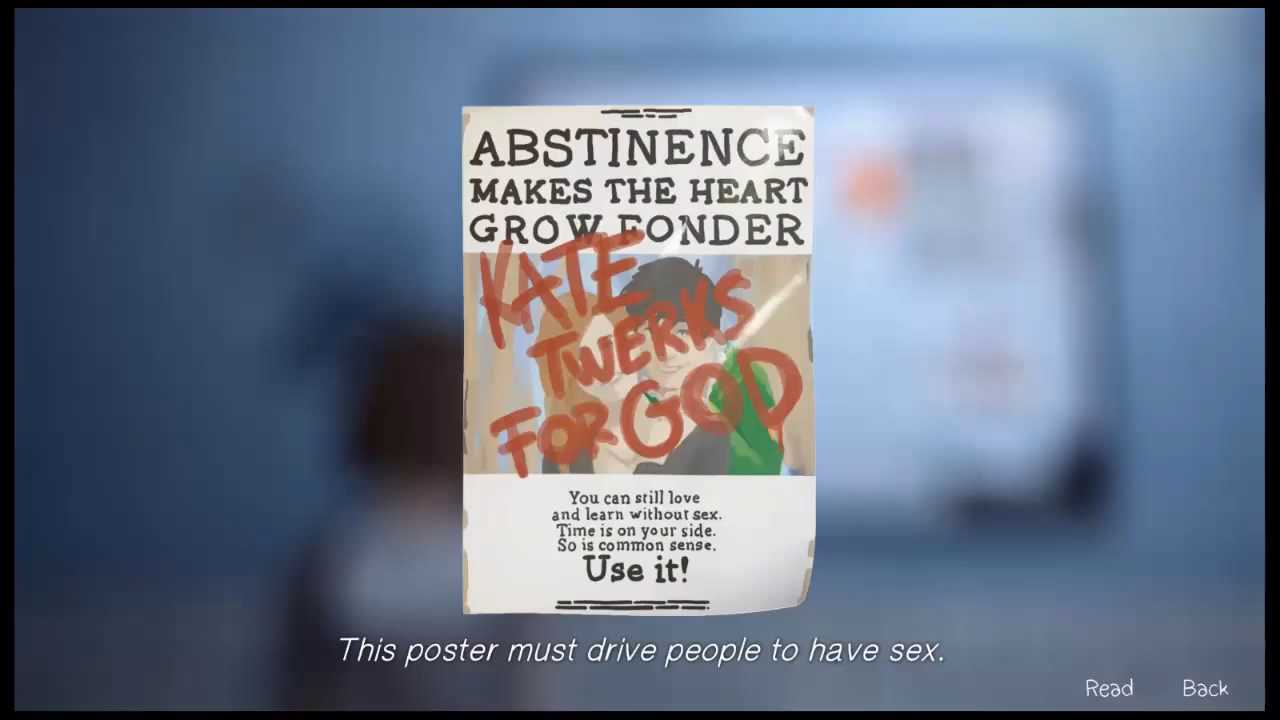 ABSTINENCE
MAKES THE HEART
GROW FONDER
KATE
TWERKS
FOR GOD
You can still love
and learn without sex.
Time is on your side.
So is common sense.
Use it!
This poster must drive people to have sex.
Read Back